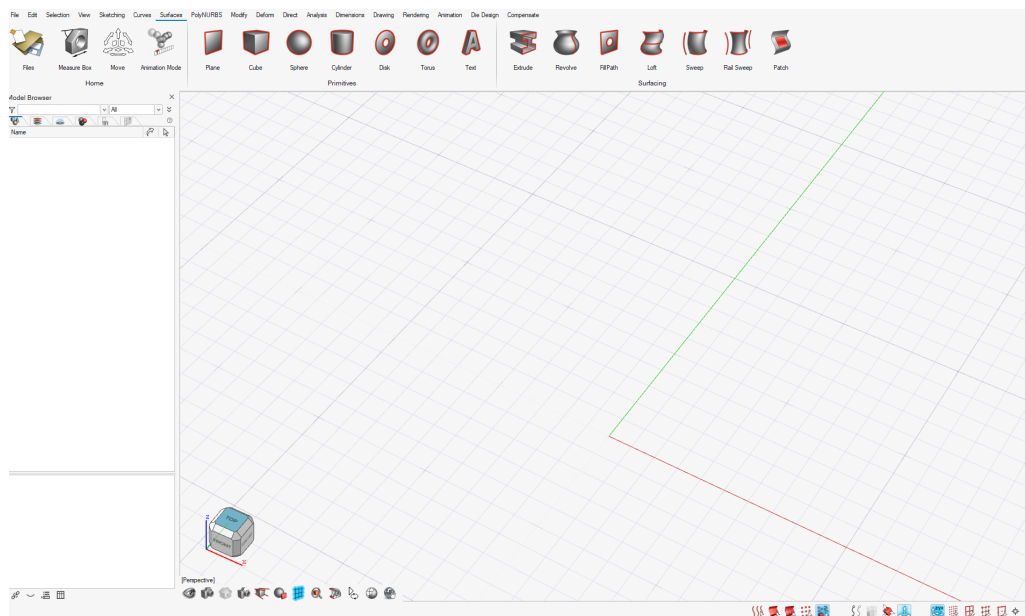 File Edit Selection View Sketching Curves Surfaces PolyNURBS Modify Deform Direct Analysis Dimensions Drawing Rendering Animation Die Design Compensate
Files Measure Box Move Animation Mode Plane Cube Sphere Cylinder Disk Torus Text Extrude Revolve FillPath Loft Sweep Rail Sweep Patch
Home Primitives Surfacing
Model Browser
All
Name
TOP
FRONT
Z
X
[Perspective]